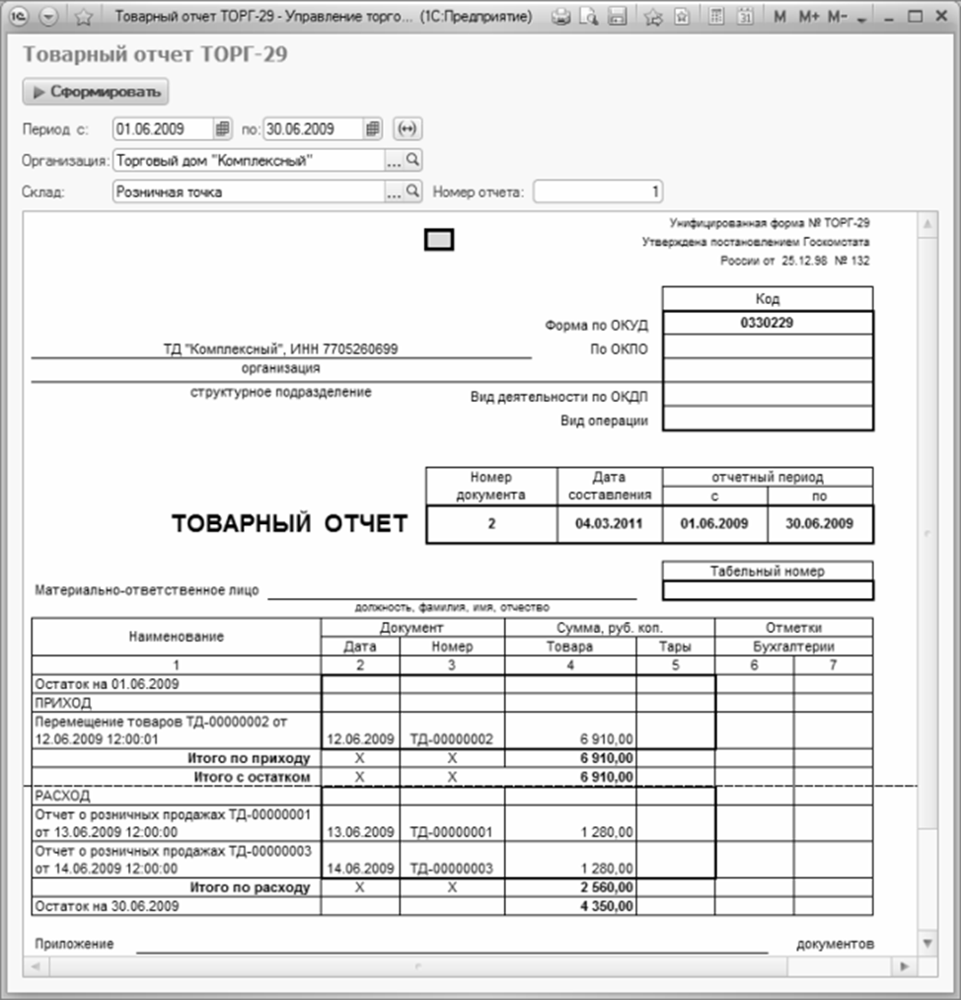 Товарный отчет ТОРГ-29 - Управление торго... (1С:Предприятие)
M M+ M-
Товарный отчет ТОРГ-29
Сформировать
Период с: 01.06.2009 по: 30.06.2009
Организация: Торговый дом "Комплексный" ...
Склад: Розничная точка ... Номер отчета: 1
Унифицированная форма № ТОРГ-29
Утверждена постановлением Госкомстата
России от 25.12.98 № 132
Код
Форма по ОКУД 0330229
ТД "Комплексный", ИНН 7705260699 По ОКПО
организация
структурное подразделение Вид деятельности по ОКДП
Вид операции
Номер Дата отчетный период
документа составления с по
ТОВАРНЫЙ ОТЧЕТ 2 04.03.2011 01.06.2009 30.06.2009
Табельный номер
Материально-ответственное лицо
должность, фамилия, имя, отчество
Наименование Документ Сумма, руб. коп. Отметки
Дата Номер Товара Тары Бухгалтерии
1 2 3 4 5 6 7
Остаток на 01.06.2009
ПРИХОД
Перемещение товаров ТД-00000002 от
12.06.2009 12:00:01 12.06.2009 ТД-00000002 6 910,00
Итого по приходу X X 6 910,00
Итого с остатком X X 6 910,00
РАСХОД
Отчет о розничных продажах ТД-00000001
от 13.06.2009 12:00:00 13.06.2009 ТД-00000001 1 280,00
Отчет о розничных продажах ТД-00000003
от 14.06.2009 12:00:00 14.06.2009 ТД-00000003 1 280,00
Итого по расходу X X 2 560,00
Остаток на 30.06.2009 4 350,00
Приложение документов